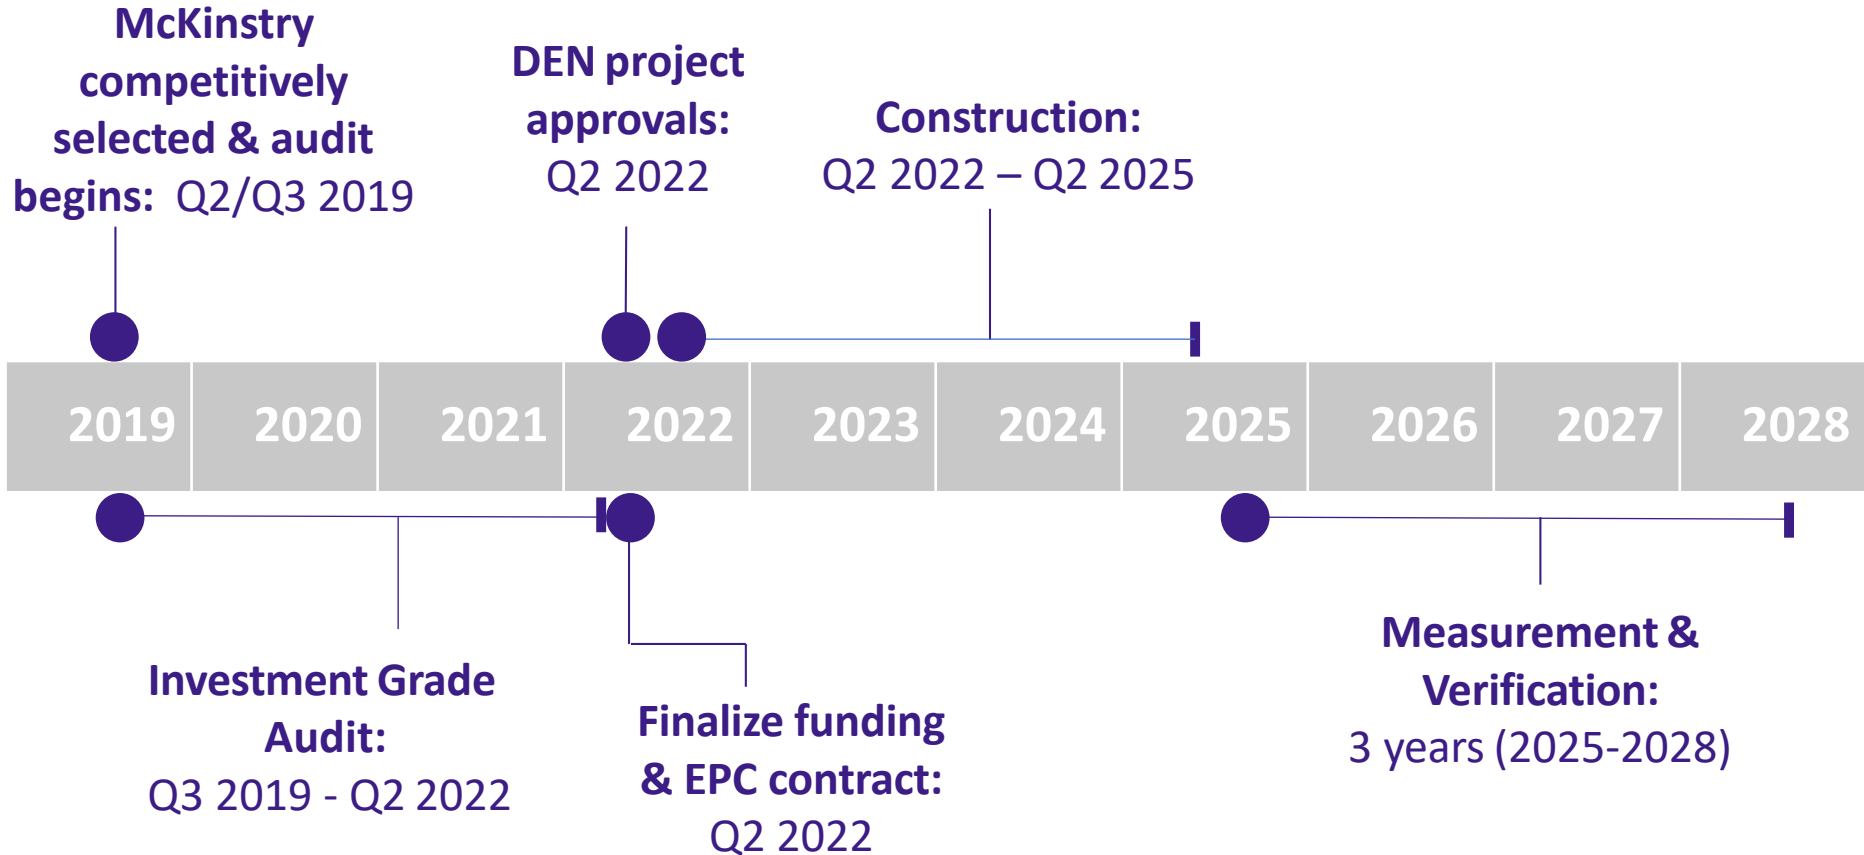 McKinstry
competitively
selected & audit
begins: Q2/Q3 2019
DEN project
approvals:
Q2 2022
Construction:
Q2 2022 – Q2 2025
2019
2020
2021
2022
2023
2024
2025
2026
2027
2028
Investment Grade
Audit:
Q3 2019 - Q2 2022
Finalize funding
& EPC contract:
Q2 2022
Measurement &
Verification:
3 years (2025-2028)